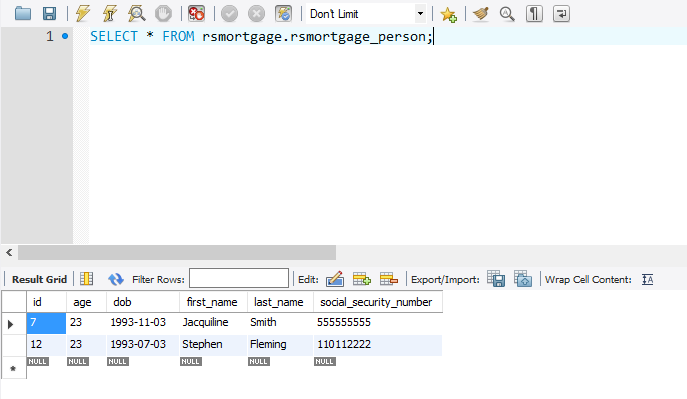 Don't Limit
1 SELECT * FROM rsmortgage.rsmortgage_person;
Result Grid Filter Rows: Edit: Export/Import: Wrap Cell Content:
id age dob first_name last_name social_security_number
7 23 1993-11-03 Jacquiline Smith 555555555
12 23 1993-07-03 Stephen Fleming 110112222
NULL NULL NULL NULL NULL NULL